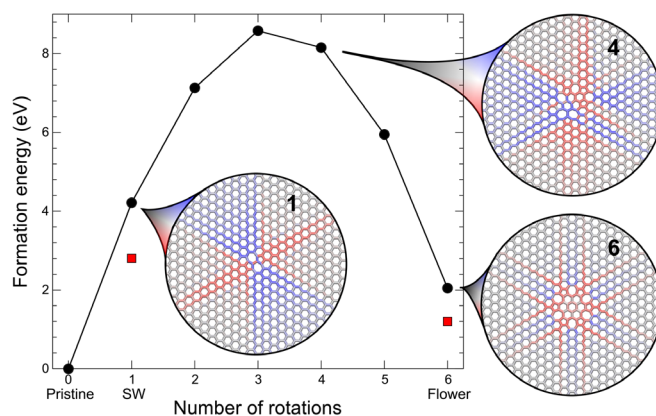 Formation energy (eV)
8
6
4
2
0
0 1 2 3 4 5 6
Pristine SW Flower
Number of rotations
1
4
6